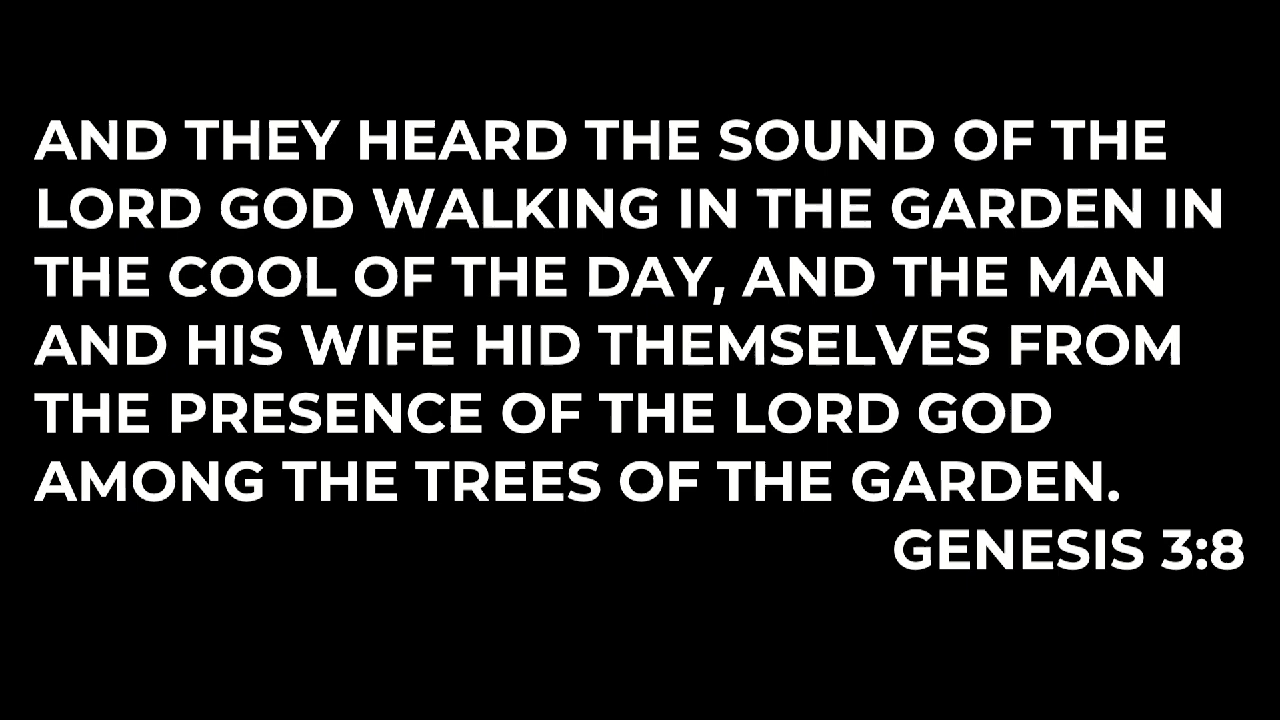 AND THEY HEARD THE SOUND OF THE
LORD GOD WALKING IN THE GARDEN IN
THE COOL OF THE DAY, AND THE MAN
AND HIS WIFE HID THEMSELVES FROM
THE PRESENCE OF THE LORD GOD
AMONG THE TREES OF THE GARDEN.
GENESIS 3:8